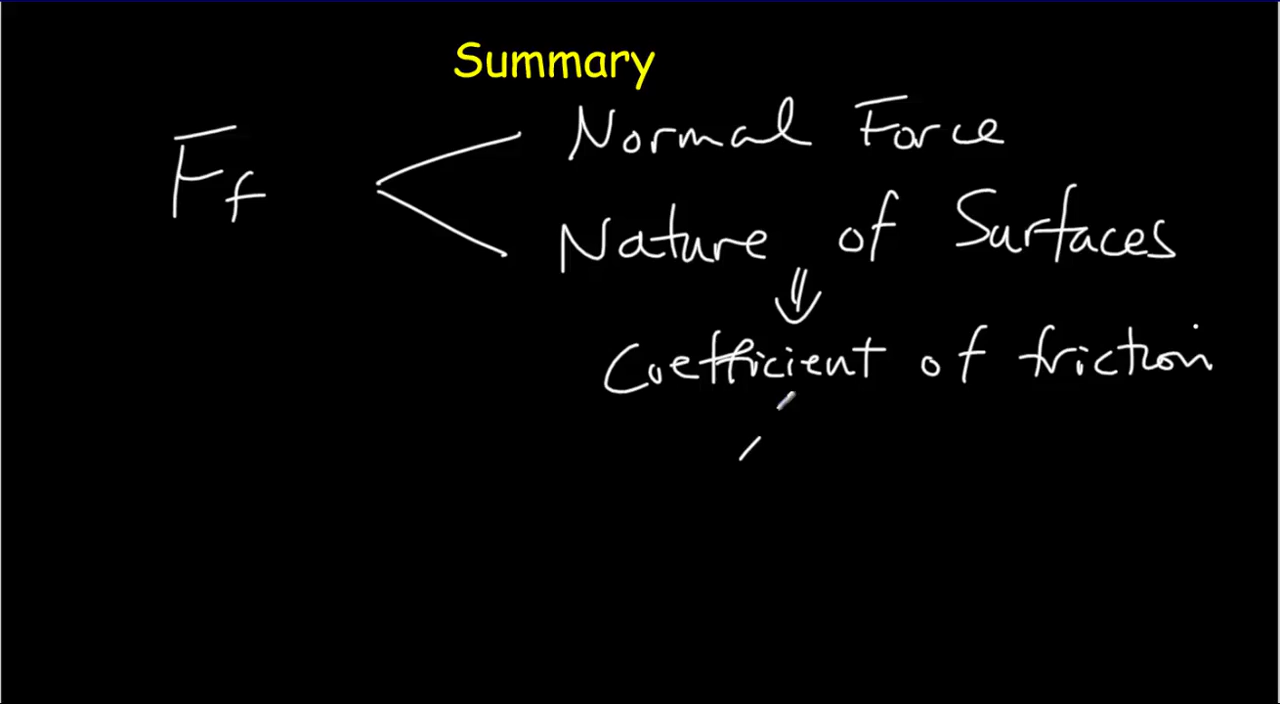 Summary
Ff
Normal Force
Nature of Surfaces
Coefficient of friction